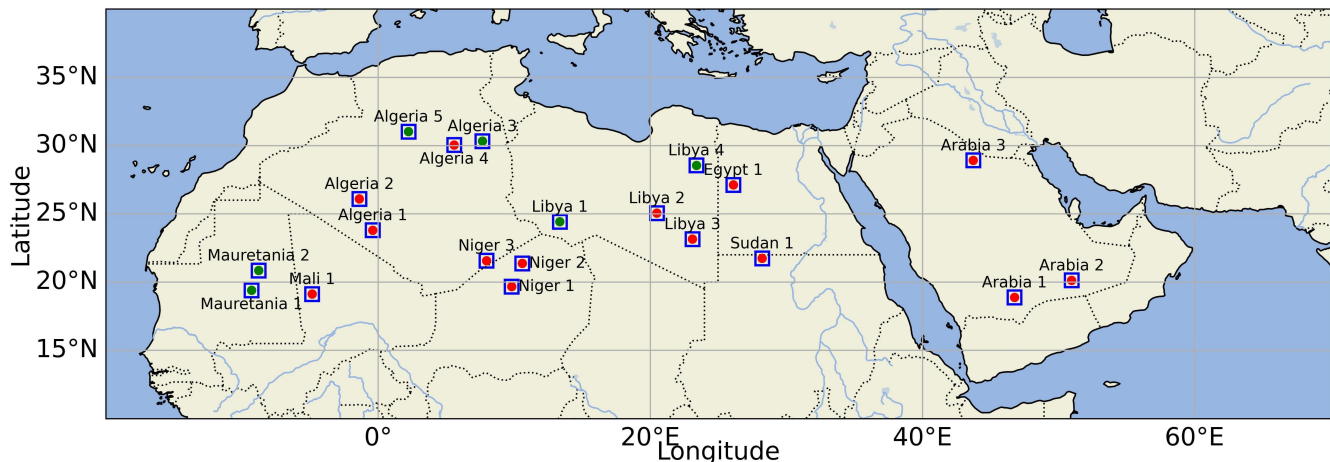 35°N
30°N
25°N
20°N
15°N
Latitude
Algeria 5
Algeria 3
Algeria 4
Libya 4
Egypt 1
Arabia 3
Algeria 2
Algeria 1
Libya 1
Libya 2
Libya 3
Sudan 1
Mauretania 2
Mali 1
Mauretania 1
Niger 3
Niger 2
Niger 1
Arabia 2
Arabia 1
0°
20°E
40°E
60°E
Longitude